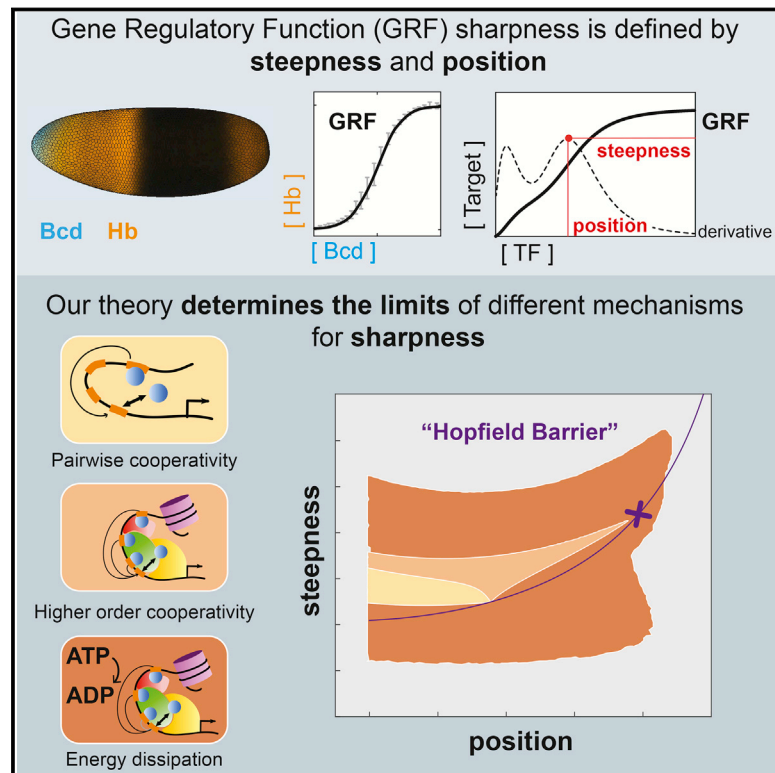 Gene Regulatory Function (GRF) sharpness is defined by
steepness and position
Bcd Hb
GRF
[ Hb ]
[ Bcd ]
GRF
steepness
position
[ Target ]
[ TF ]
derivative
Our theory determines the limits of different mechanisms
for sharpness
Pairwise cooperativity
Higher order cooperativity
ATP
ADP
Energy dissipation
"Hopfield Barrier"
steepness
position